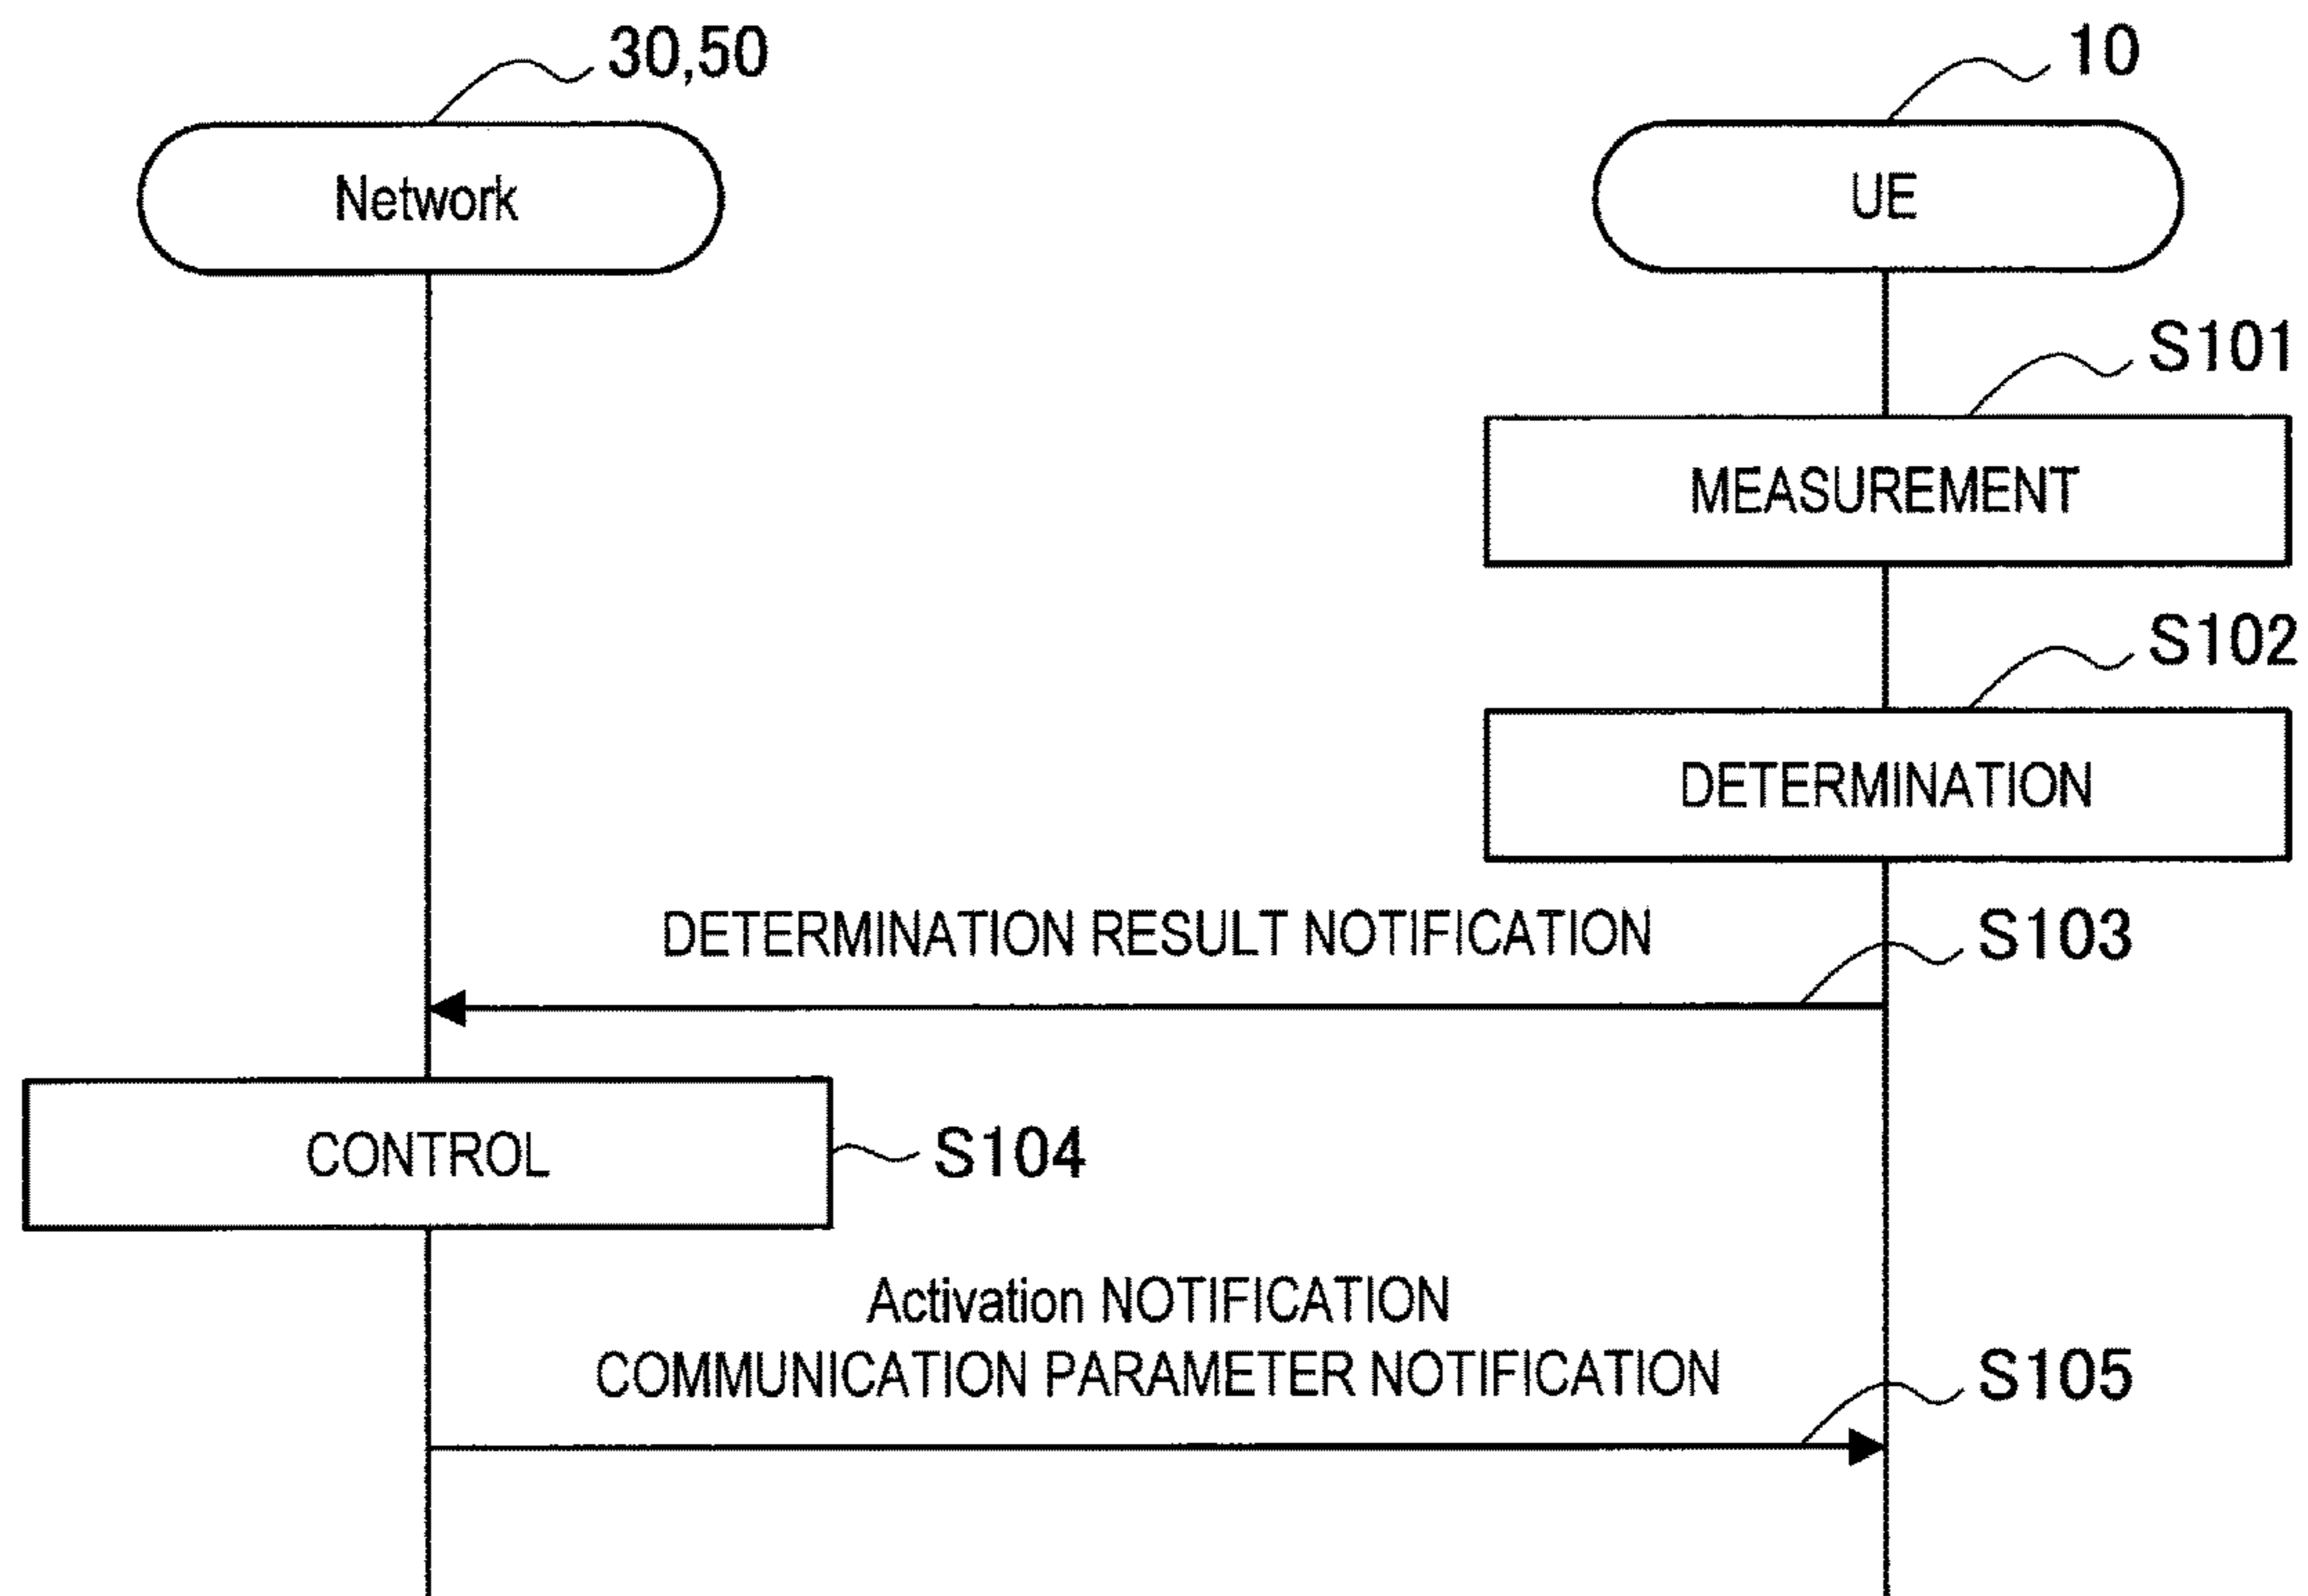 30,50
10
Network
UE
S101
MEASUREMENT
S102
DETERMINATION
DETERMINATION RESULT NOTIFICATION
S103
CONTROL
S104
Activation NOTIFICATION
COMMUNICATION PARAMETER NOTIFICATION
S105